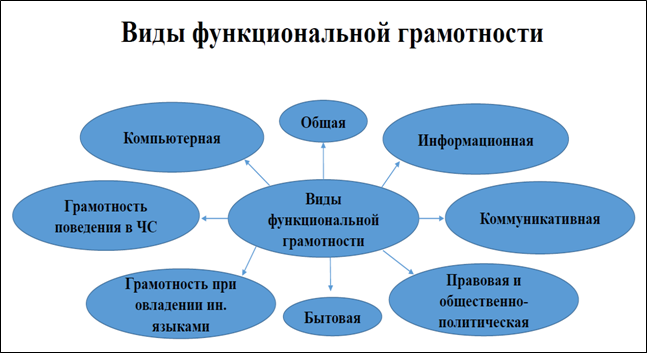 Виды функциональной грамотности
Общая
Компьютерная
Информационная
Грамотность
поведения в ЧС
Виды
функциональной
грамотности
Коммуникативная
Грамотность при
овладении ин.
языками
Бытовая
Правовая и
общественно-
политическая